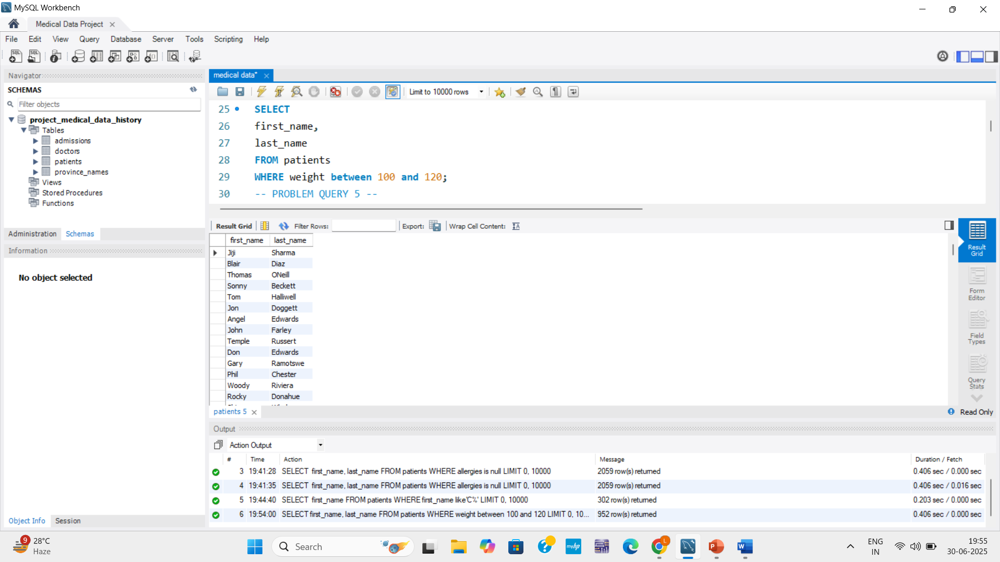 MySQL Workbench
Medical Data Project
File Edit View Query Database Server Tools Scripting Help
Navigator
SCHEMAS
Filter objects
project_medical_data_history
Tables
admissions
doctors
patients
province_names
Views
Stored Procedures
Functions
Administration Schemas
Information
No object selected
Object Info Session
medical data*
Limit to 10000 rows
25 SELECT
26 first_name,
27 last_name
28 FROM patients
29 WHERE weight between 100 and 120;
30 -- PROBLEM QUERY 5 --
Result Grid Filter Rows: Export: Wrap Cell Content:
first_name last_name
Jiji Sharma
Blair Diaz
Thomas ONeill
Sonny Beckett
Tom Halliwell
Jon Doggett
Angel Edwards
John Farley
Temple Russert
Don Edwards
Gary Ramotswe
Phil Chester
Woody Riviera
Rocky Donahue
Result
Grid
Form
Editor
Field
Types
Query
Stats
patients 5
Read Only
Output
Action Output
# Time Action Message Duration / Fetch
3 19:41:28 SELECT first_name, last_name FROM patients WHERE allergies is null LIMIT 0, 10000 2059 row(s) returned 0.406 sec / 0.000 sec
4 19:41:35 SELECT first_name, last_name FROM patients WHERE allergies is null LIMIT 0, 10000 2059 row(s) returned 0.406 sec / 0.016 sec
5 19:44:40 SELECT first_name FROM patients WHERE first_name like'C%' LIMIT 0, 10000 302 row(s) returned 0.203 sec / 0.000 sec
6 19:54:00 SELECT first_name, last_name FROM patients WHERE weight between 100 and 120 LIMIT 0, 10... 952 row(s) returned 0.406 sec / 0.000 sec
9
28°C
Haze
Search
myhp
L
ENG
IN
19:55
30-06-2025